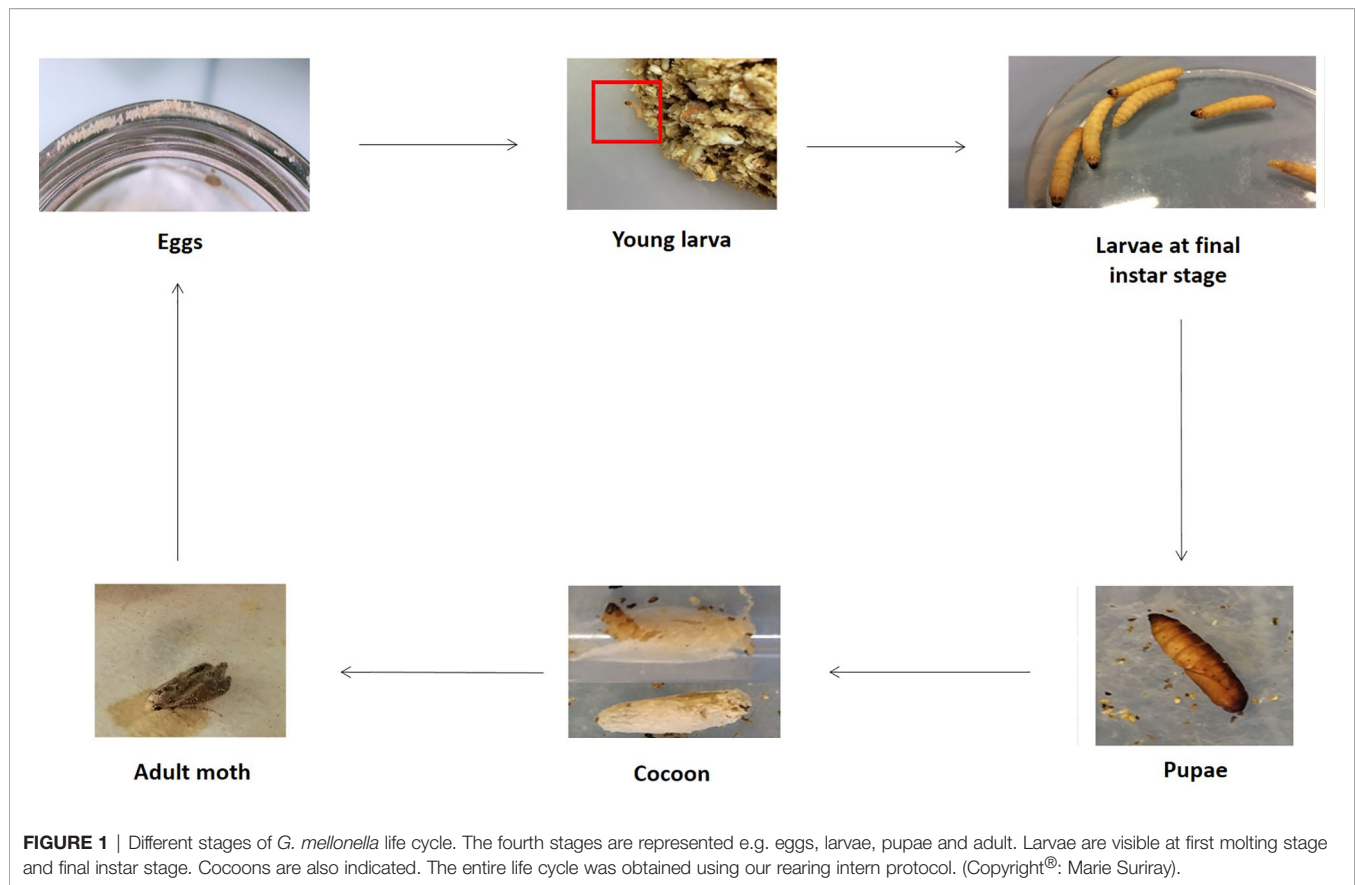 Eggs
Young larva
Larvae at final
instar stage
Adult moth
Cocoon
Pupae
FIGURE 1 | Different stages of G. mellonella life cycle. The fourth stages are represented e.g. eggs, larvae, pupae and adult. Larvae are visible at first molting stage
and final instar stage. Cocoons are also indicated. The entire life cycle was obtained using our rearing intern protocol. (Copyright®: Marie Suriray).